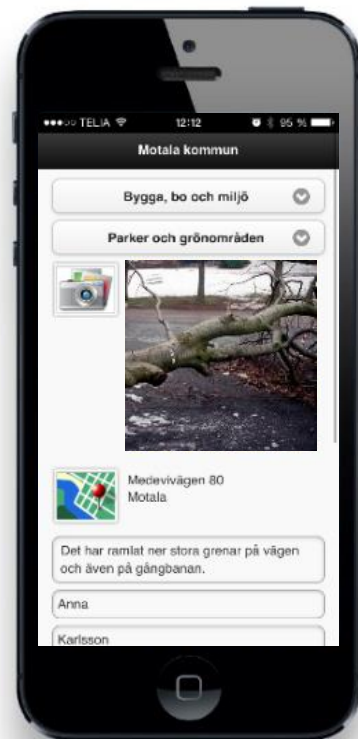 TELIA 12:12 95 %
Motala kommun
Bygga, bo och miljö
Parker och grönområden
Medevivägen 80
Motala
Det har ramlat ner stora grenar på vägen
och även på gångbanan.
Anna
Karlsson